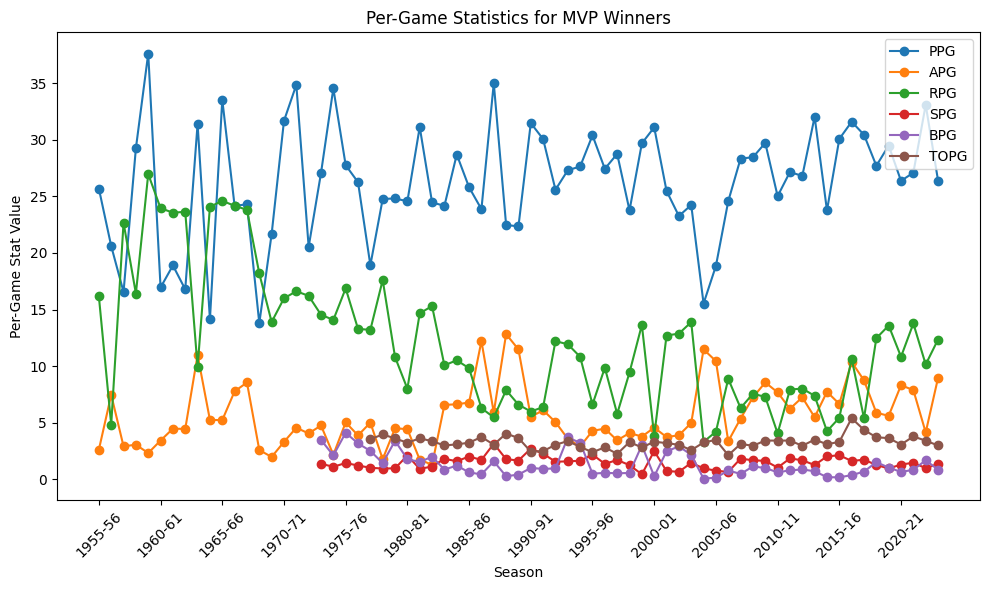 Per-Game Statistics for MVP Winners
Per-Game Stat Value
35
30
25
20
15
10
5
0
PPG
APG
RPG
SPG
BPG
TOPG
1955-56
1960-61
1965-66
1970-71
1975-76
1980-81
1985-86
1990-91
1995-96
2000-01
2005-06
2010-11
2015-16
2020-21
Season